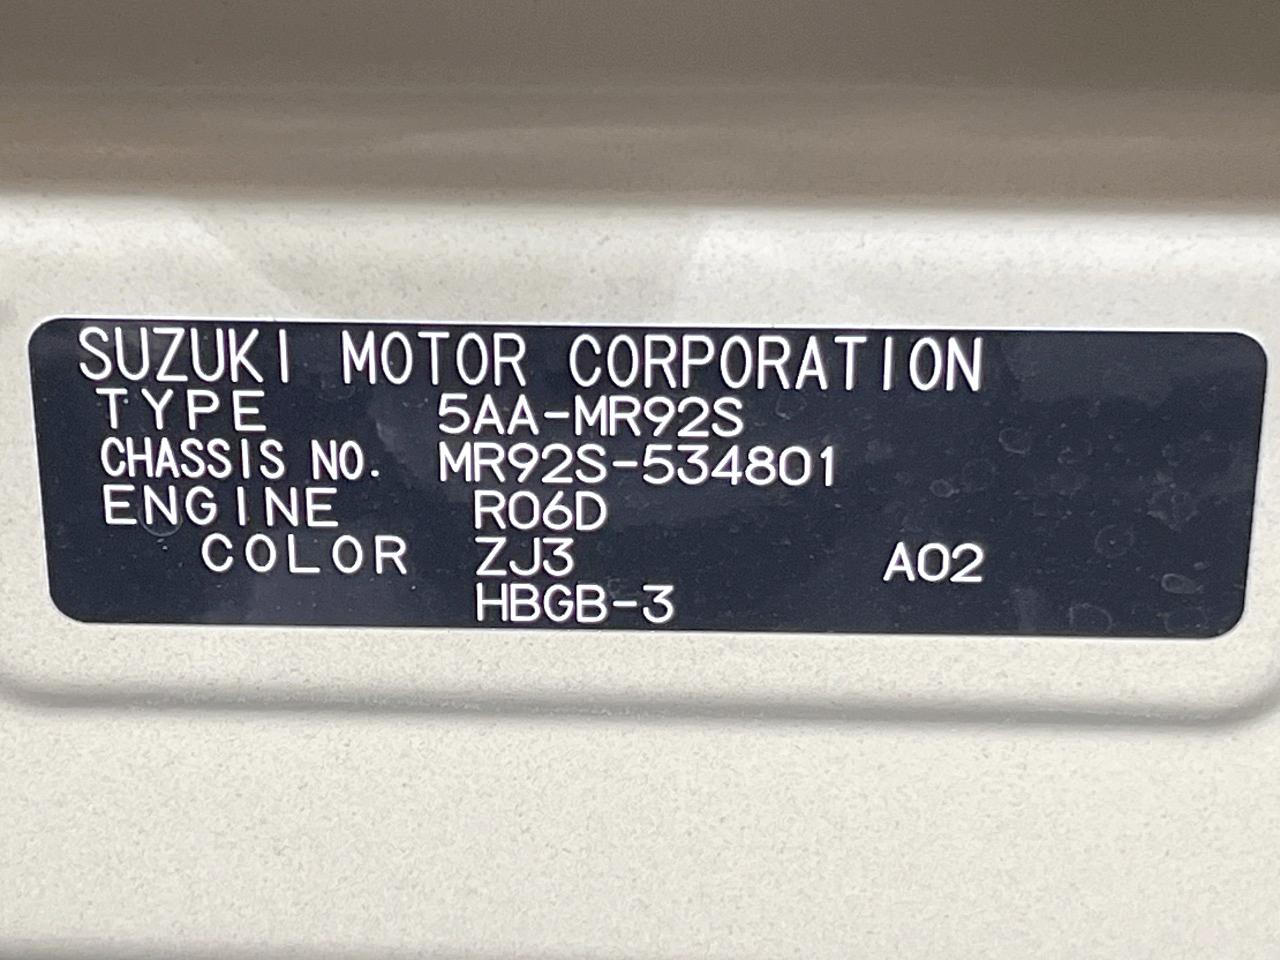 SUZUKI MOTOR CORPORATION
TYPE 5AA-MR92S
CHASSIS NO. MR92S-534801
ENGINE R06D
COLOR ZJ3 A02
HBGB-3